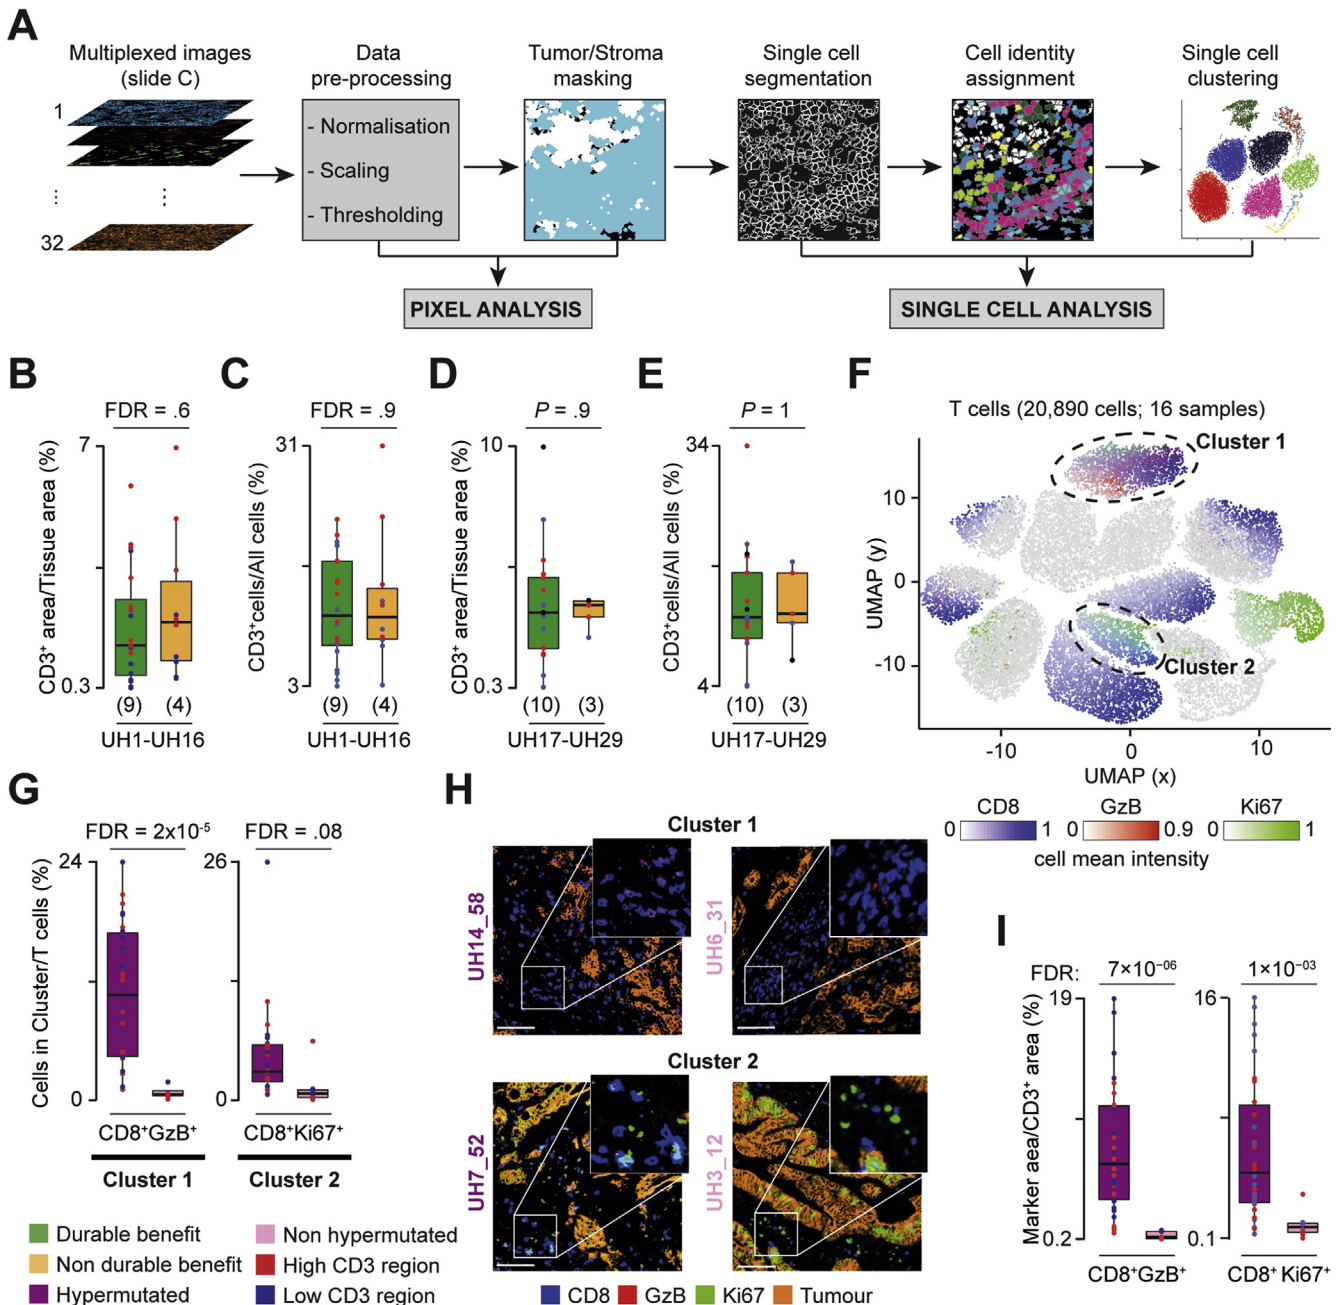 A
Multiplexed images
(slide C)
Data
pre-processing
Tumor/Stroma
masking
Single cell
segmentation
Cell identity
assignment
Single cell
clustering
1
⋮
⋮
32
- Normalisation
- Scaling
- Thresholding
PIXEL ANALYSIS
SINGLE CELL ANALYSIS
B
FDR = .6
7
CD3⁺ area/Tissue area (%)
0.3
(9) (4)
UH1-UH16
C
FDR = .9
31
CD3⁺cells/All cells (%)
3
(9) (4)
UH1-UH16
D
P = .9
10
CD3⁺ area/Tissue area (%)
0.3
(10) (3)
UH17-UH29
E
P = 1
34
CD3⁺cells/All cells (%)
4
(10) (3)
UH17-UH29
F
T cells (20,890 cells; 16 samples)
Cluster 1
Cluster 2
UMAP (y)
10
0
-10
-10 0 10
UMAP (x)
CD8 GzB Ki67
0 1 0 0.9 0 1
cell mean intensity
G
FDR = 2x10⁻⁵ FDR = .08
Cells in Cluster/T cells (%)
24 26
0 0
CD8⁺GzB⁺ CD8⁺Ki67⁺
Cluster 1 Cluster 2
Durable benefit
Non durable benefit
Hypermutated
Non hypermutated
High CD3 region
Low CD3 region
H
Cluster 1
UH14_58
UH6_31
Cluster 2
UH7_52
UH3_12
CD8 GzB Ki67 Tumour
I
FDR: 7×10⁻⁰⁶ 1×10⁻⁰³
Marker aea/CD3⁺ area (%)
19 16
0.2 0.1
CD8⁺GzB⁺ CD8⁺ Ki67⁺